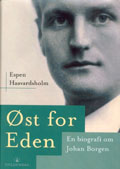 Espen
Haavardsholm
Øst for
Eden
En biografi om
Johan Borgen